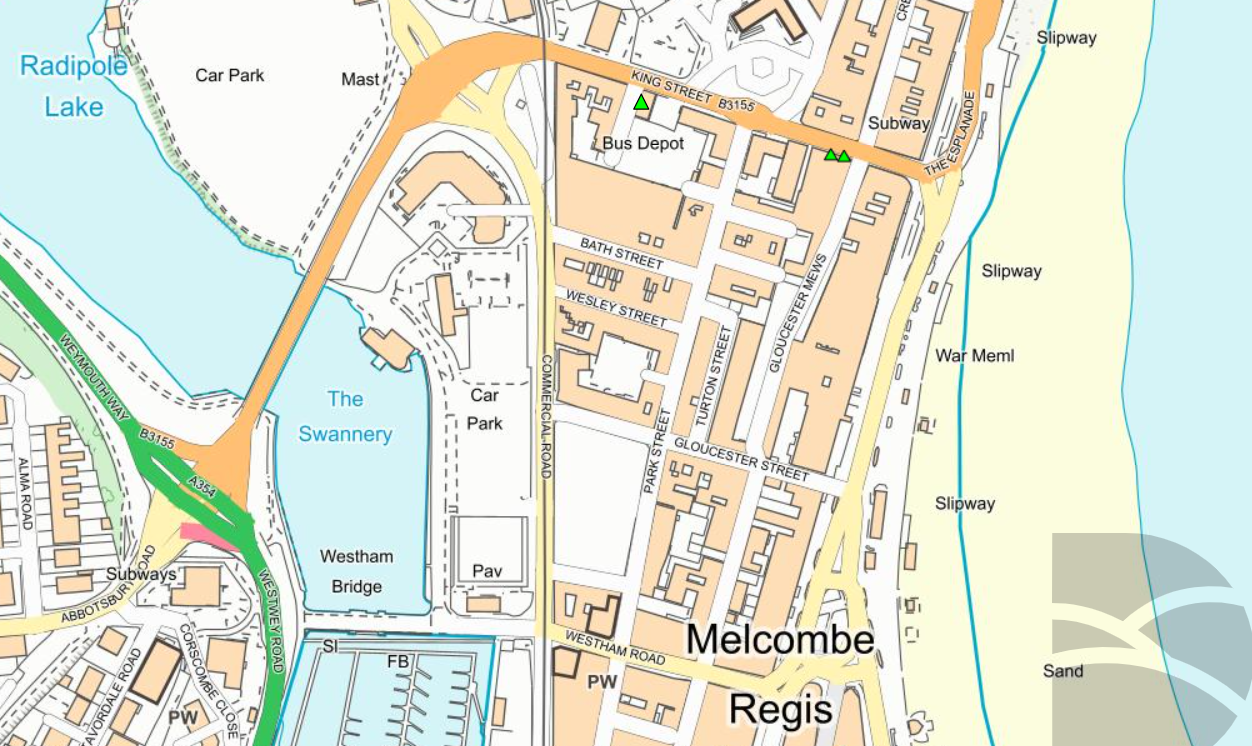 CRE
Slipway
Radipole
Lake
Car Park
Mast
KING STREET B3155
Subway
THE ESPLANADE
Bus Depot
BATH STREET
Slipway
WESLEY STREET
GLOUCESTER MEWS
WEYMOUTH WAY
War Meml
TURTON STREET
COMMERCIAL ROAD
The
Swannery
Car
Park
PARK STREET
B3155
GLOUCESTER STREET
ALMA ROAD
A354
Slipway
Westham
Bridge
Pav
Subways
ABBOTSBURY ROAD
WESTWEY ROAD
CORSCOMBE CLOSE
AVORDALE ROAD
Sl
FB
WESTHAM ROAD
Melcombe
Regis
PW
PW
Sand